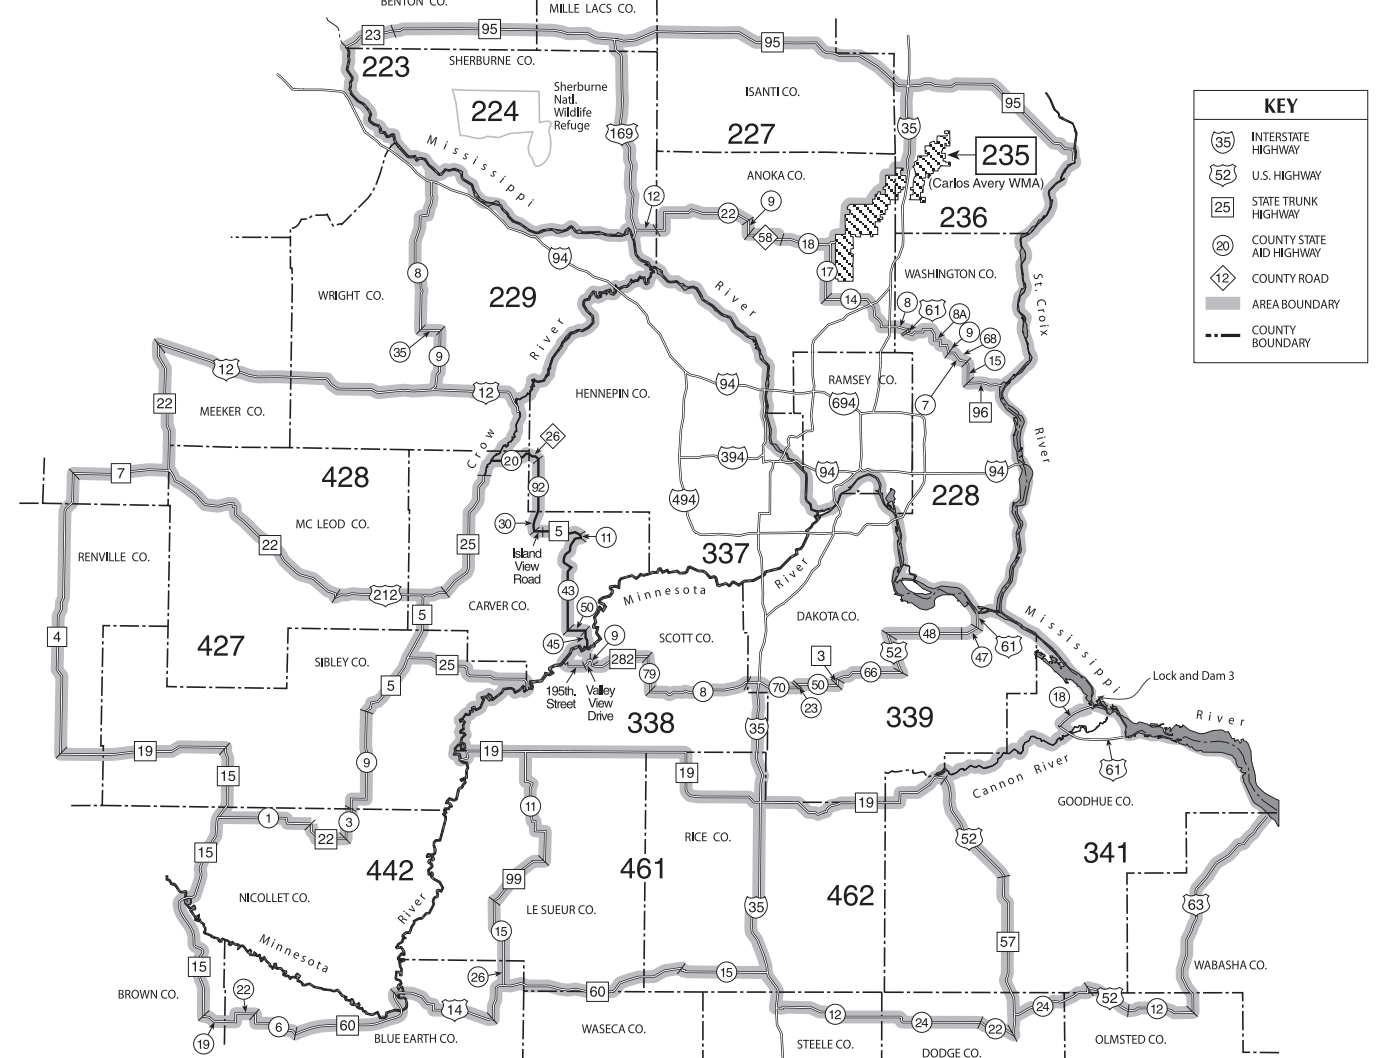 BENTON CO.
MILLE LACS CO.
23
95
95
223
SHERBURNE CO.
224
Sherburne
Natl.
Wildlife
Refuge
169
ISANTI CO.
227
35
95
235
(Carlos Avery WMA)
236
ANOKA CO.
Mississippi
12
22
9
58
18
17
14
WASHINGTON CO.
8
61
8A
9
68
15
7
96
St. Croix
River
KEY
35
INTERSTATE
HIGHWAY
52
U.S. HIGHWAY
25
STATE TRUNK
HIGHWAY
20
COUNTY STATE
AID HIGHWAY
12
COUNTY ROAD
AREA BOUNDARY
COUNTY
BOUNDARY
94
River
WRIGHT CO.
8
229
35
9
River
Crow
12
12
22
MEEKER CO.
HENNEPIN CO.
94
RAMSEY CO.
694
394
94
94
494
228
7
428
20
26
92
30
5
11
Island
View
Road
MC LEOD CO.
22
25
212
RENVILLE CO.
337
43
50
45
CARVER CO.
Minnesota
River
5
4
427
SIBLEY CO.
25
5
SCOTT CO.
9
282
79
195th.
Street
Valley
View
Drive
8
338
DAKOTA CO.
48
52
61
47
3
66
50
70
23
339
Mississippi
River
Lock and Dam 3
18
61
Cannon River
GOODHUE CO.
35
19
15
9
19
19
19
11
1
22
3
15
442
RICE CO.
461
462
52
341
NICOLLET CO.
River
99
LE SUEUR CO.
35
63
Minnesota
15
15
26
57
WABASHA CO.
BROWN CO.
22
19
6
60
14
BLUE EARTH CO.
60
15
WASECA CO.
12
24
22
24
52
12
STEELE CO.
DODGE CO.
OLMSTED CO.